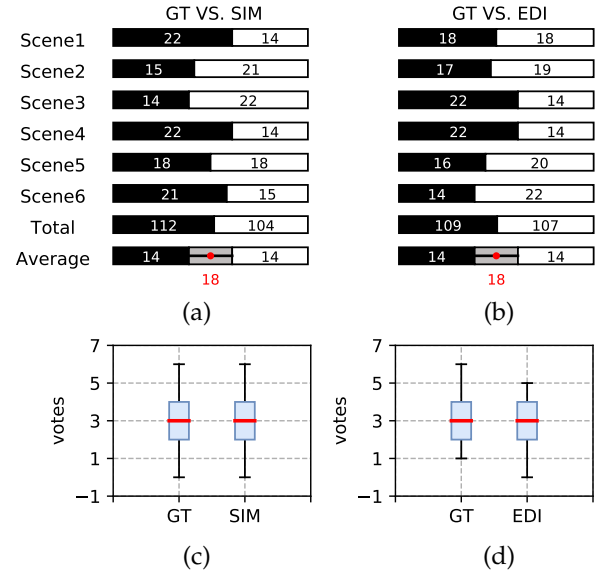 GT VS. SIM
Scene1 22 14
Scene2 15 21
Scene3 14 22
Scene4 22 14
Scene5 18 18
Scene6 21 15
Total 112 104
Average 14 14
18
(a)
GT VS. EDI
18 18
17 19
22 14
22 14
16 20
14 22
109 107
14 14
18
(b)
votes
7
5
3
1
−1
GT SIM
(c)
votes
7
5
3
1
−1
GT EDI
(d)